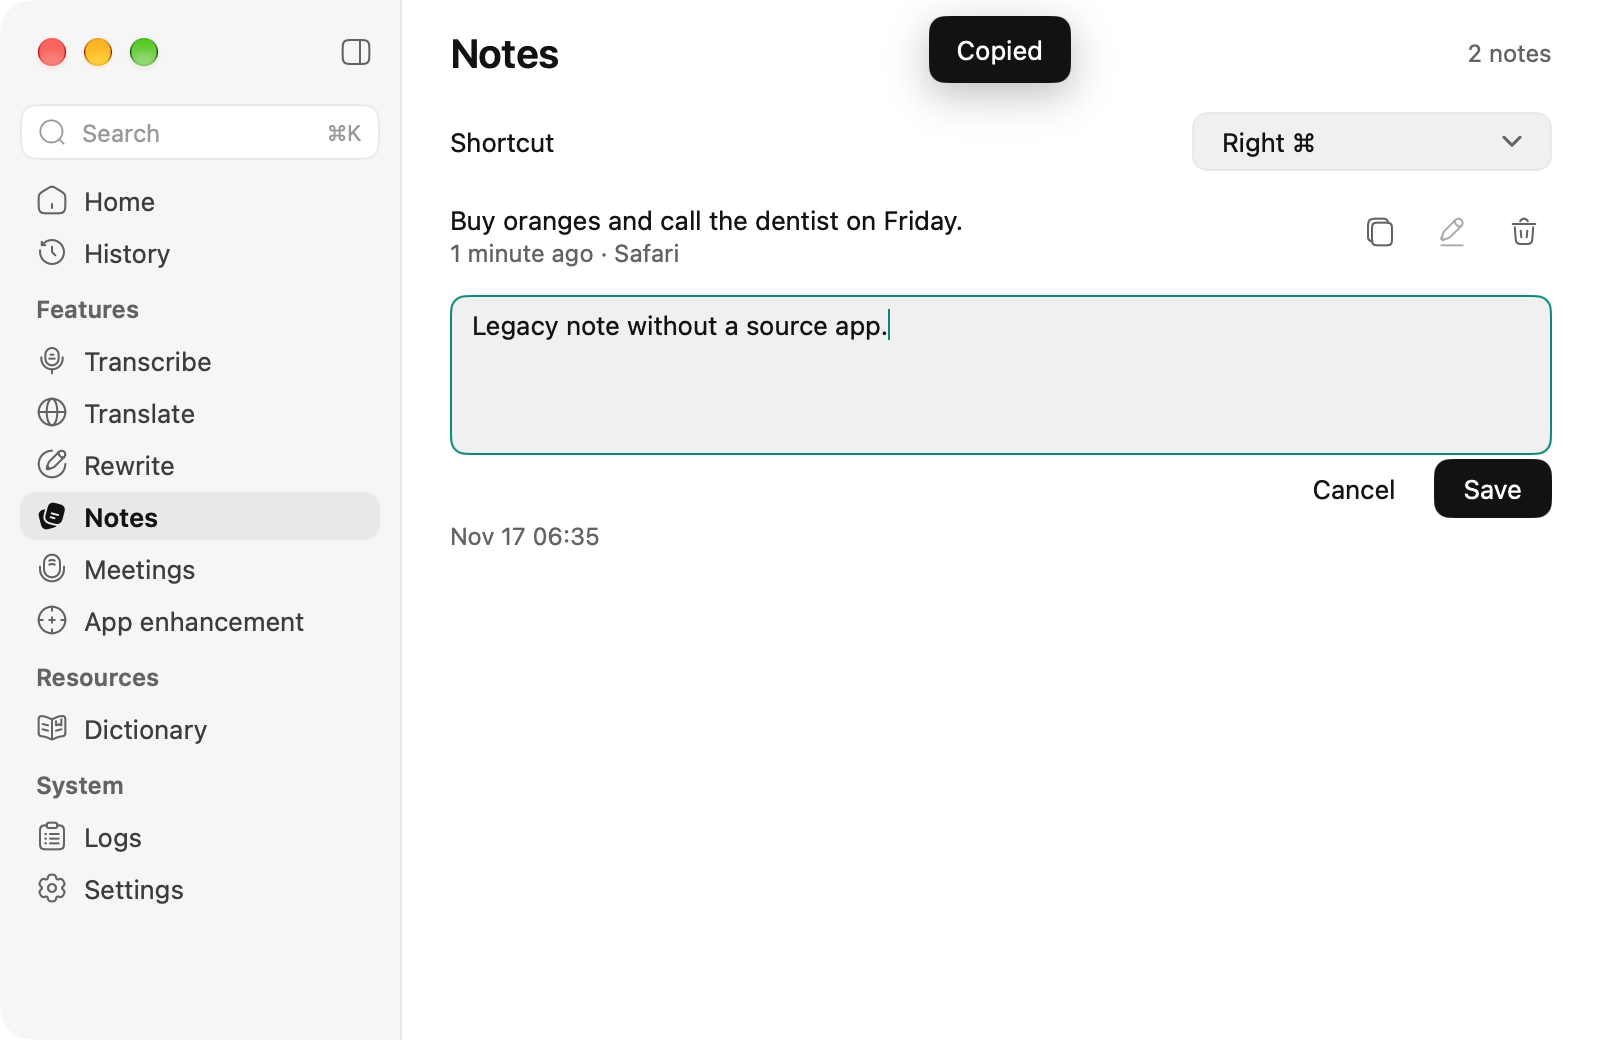 Notes
Copied
2 notes
Search ⌘K
Home
History
Features
Transcribe
Translate
Rewrite
Notes
Meetings
App enhancement
Resources
Dictionary
System
Logs
Settings
Shortcut
Right ⌘
Buy oranges and call the dentist on Friday.
1 minute ago · Safari
Legacy note without a source app.
Cancel
Save
Nov 17 06:35